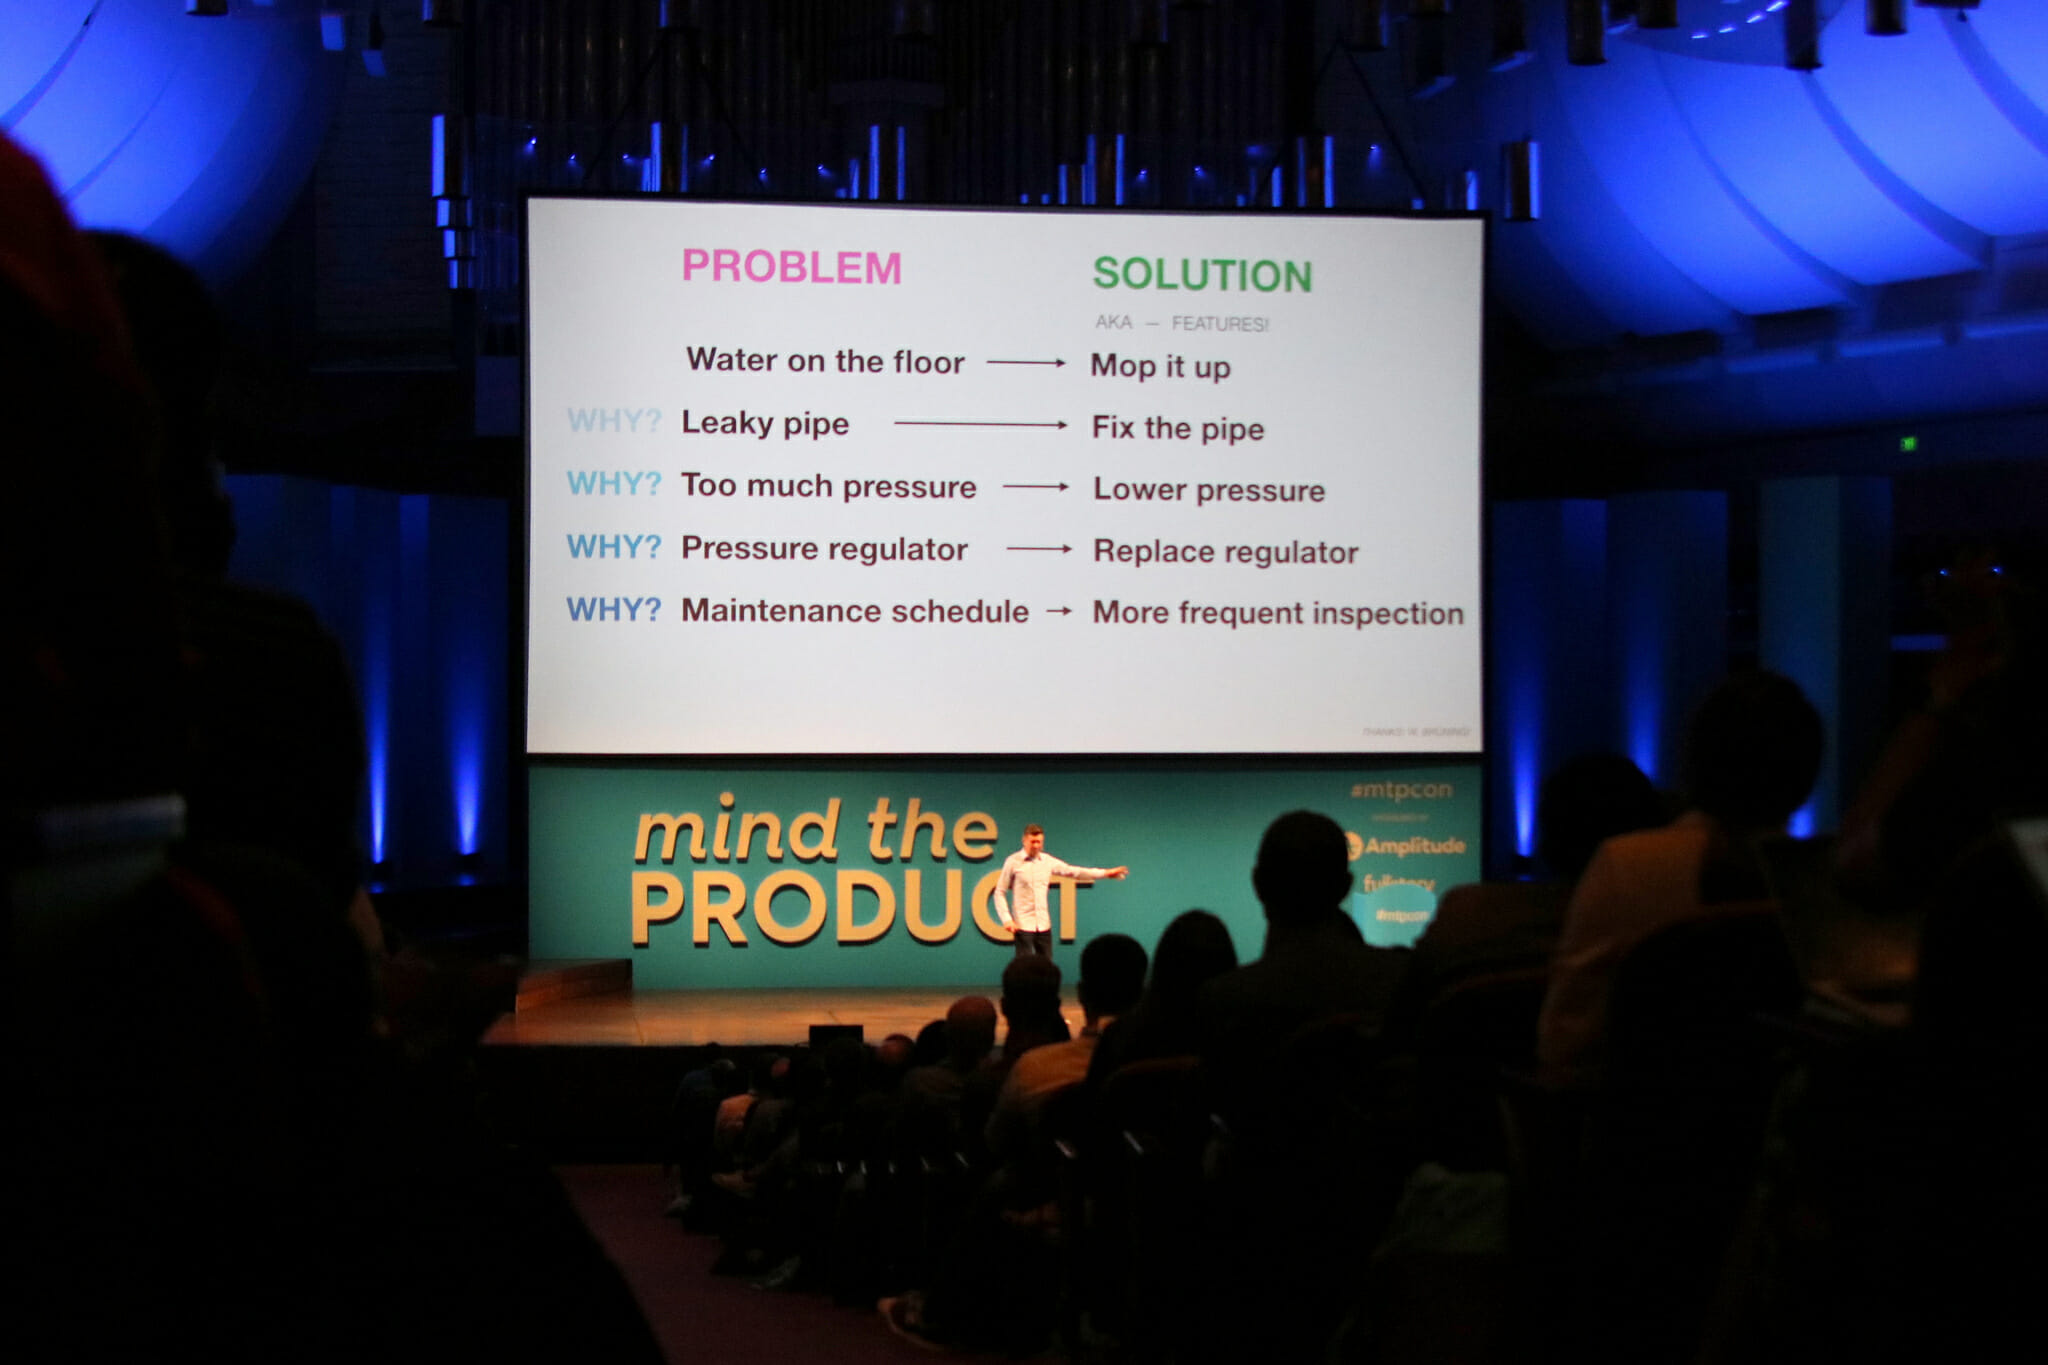 PROBLEM SOLUTION
AKA — FEATURES!
Water on the floor → Mop it up
WHY? Leaky pipe → Fix the pipe
WHY? Too much pressure → Lower pressure
WHY? Pressure regulator → Replace regulator
WHY? Maintenance schedule → More frequent inspection
THANKS! W. BRÜNING!
mind the
PRODUCT
#mtpcon
Amplitude
fullstory
#mtpcon